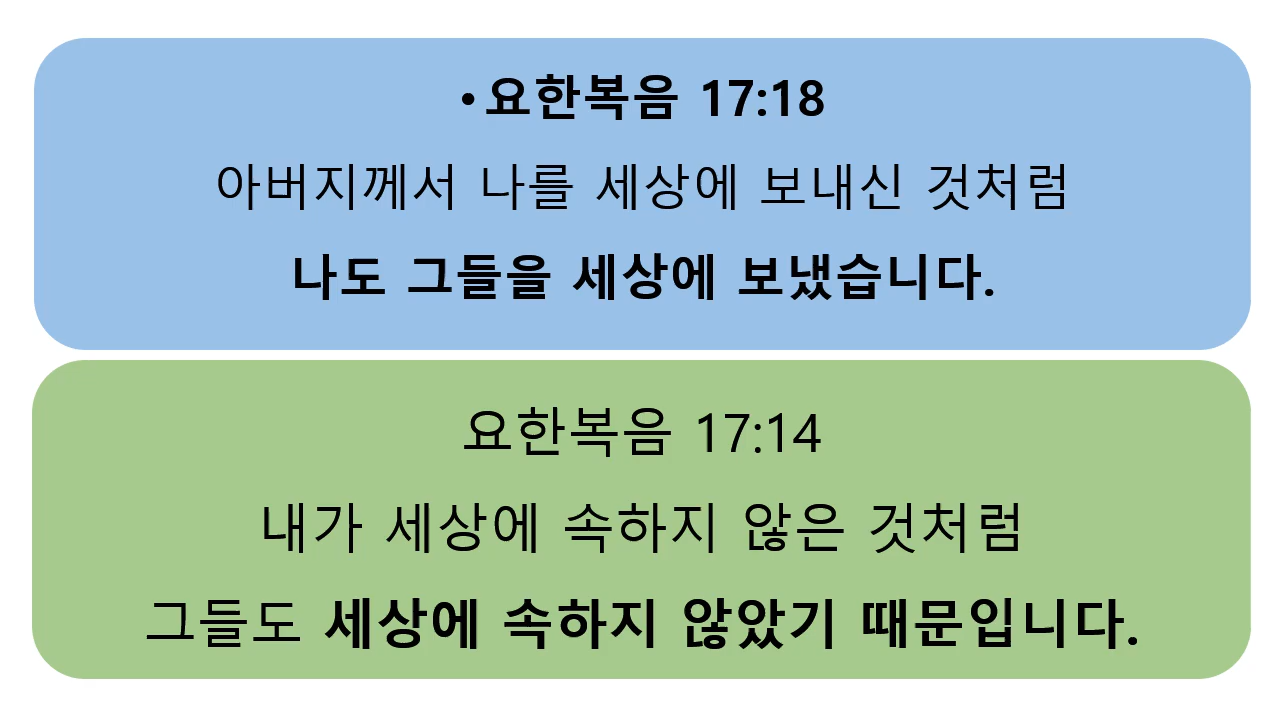 •요한복음 17:18
아버지께서 나를 세상에 보내신 것처럼
나도 그들을 세상에 보냈습니다.
요한복음 17:14
내가 세상에 속하지 않은 것처럼
그들도 세상에 속하지 않았기 때문입니다.